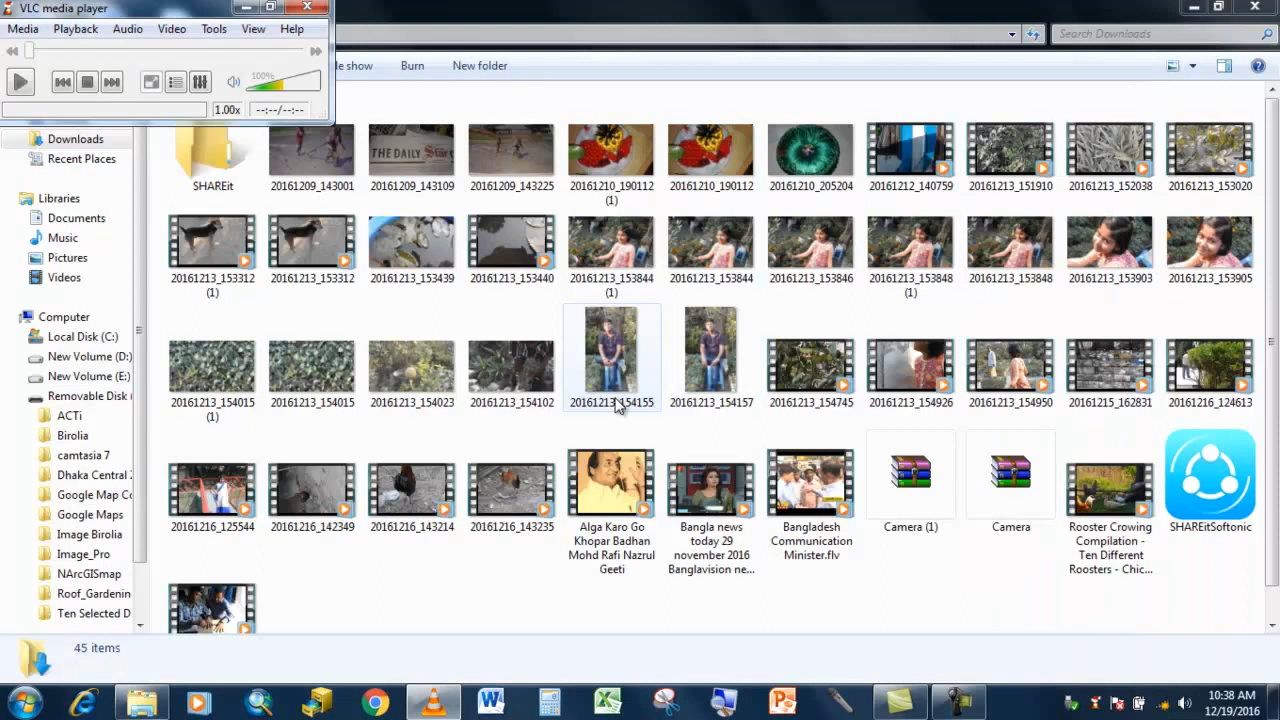 VLC media player
Media Playback Audio Video Tools View Help
100%
1.00x --:--/--:--
Search Downloads
de show Burn New folder
Downloads
Recent Places
Libraries
Documents
Music
Pictures
Videos
Computer
Local Disk (C:)
New Volume (D:)
New Volume (E:)
Removable Disk
ACTi
Birolia
camtasia 7
Dhaka Central
Google Map Co
Google Maps
Image Birolia
Image_Pro
NArcGISmap
Roof_Gardenin
Ten Selected D
THE DAILY Star
SHAREit 20161209_143001 20161209_143109 20161209_143225 20161210_190112 20161210_190112 20161210_205204 20161212_140759 20161213_151910 20161213_152038 20161213_153020
(1)
20161213_153312 20161213_153312 20161213_153439 20161213_153440 20161213_153844 20161213_153844 20161213_153846 20161213_153848 20161213_153848 20161213_153903 20161213_153905
(1) (1) (1)
20161213_154015 20161213_154015 20161213_154023 20161213_154102 20161213_154155 20161213_154157 20161213_154745 20161213_154926 20161213_154950 20161215_162831 20161216_124613
(1)
20161216_125544 20161216_142349 20161216_143214 20161216_143235 Alga Karo Go Bangla news Bangladesh Camera (1) Camera Rooster Crowing SHAREitSoftonic
Khopar Badhan today 29 Communication Compilation -
Mohd Rafi Nazrul november 2016 Minister.flv Ten Different
Geeti Banglavision ne... Roosters - Chic...
45 items
10:38 AM
12/19/2016